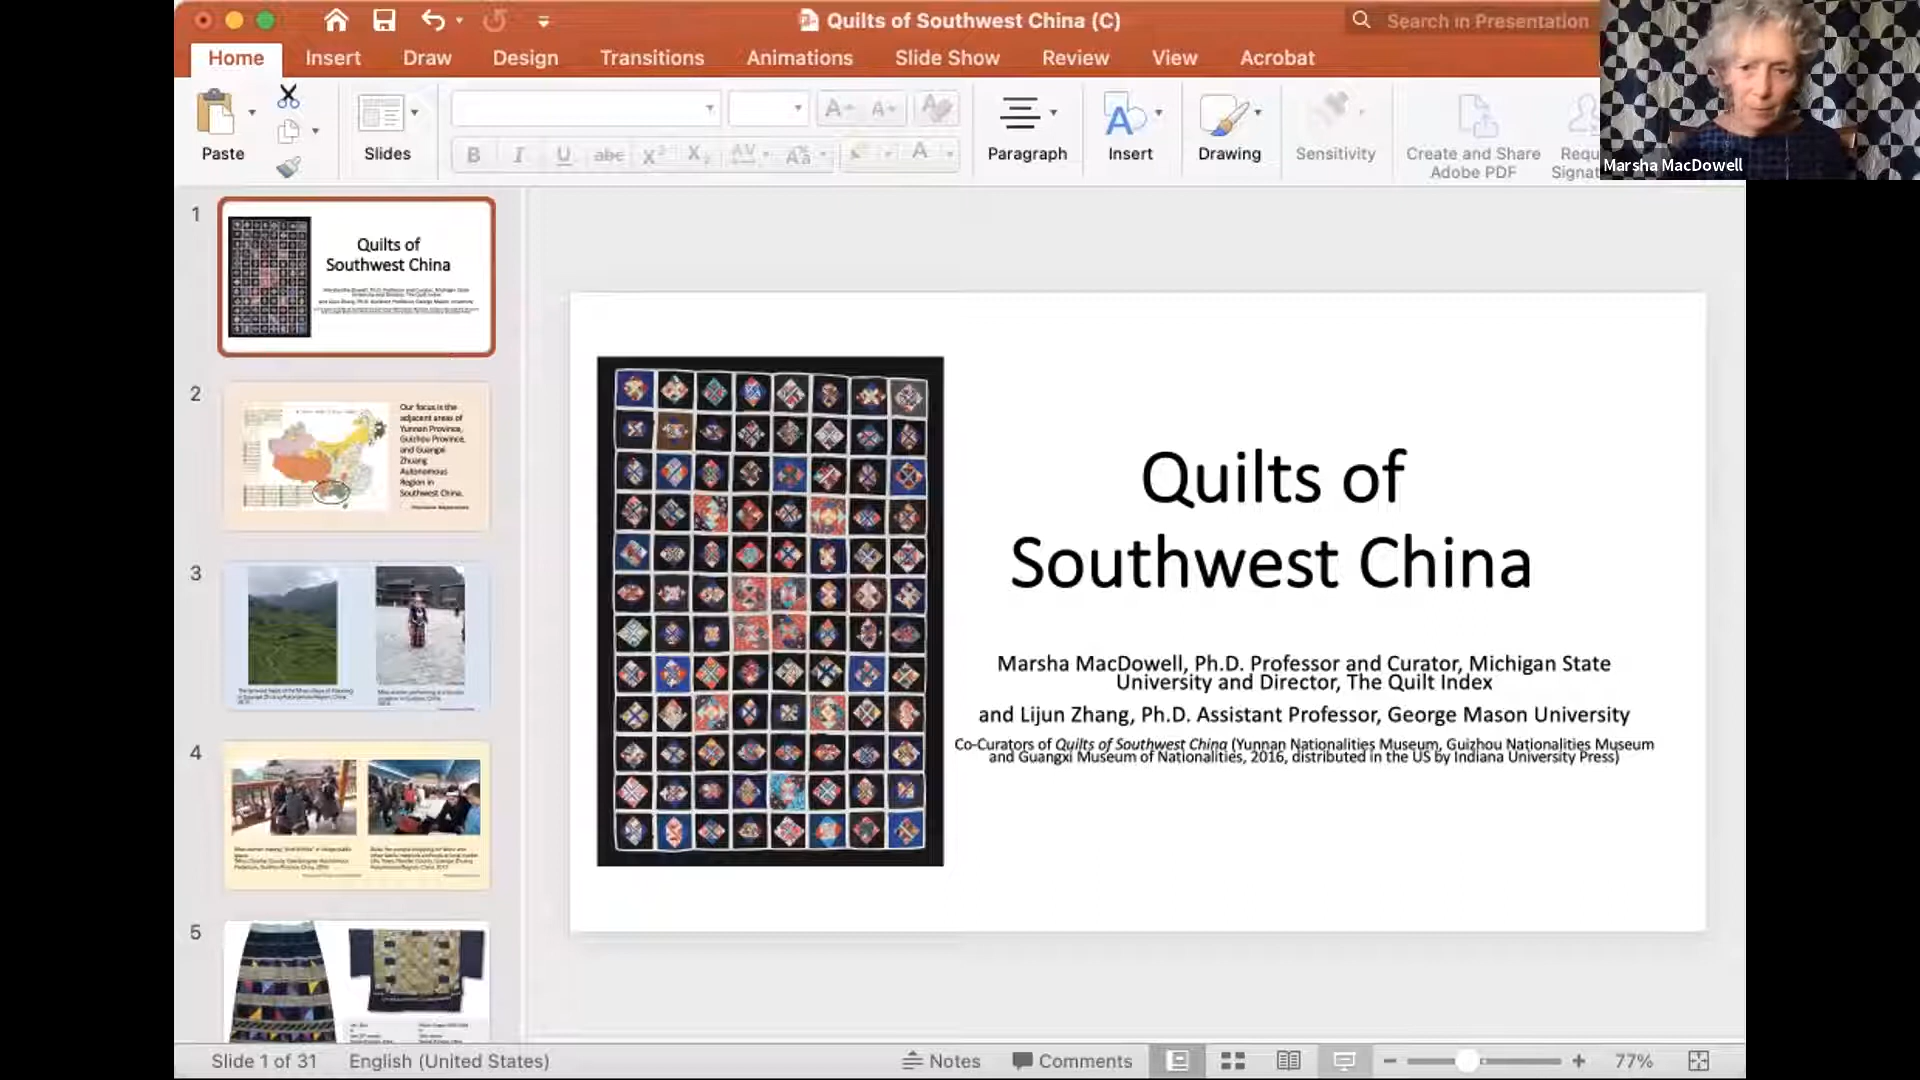 Quilts of Southwest China (C)
Search in Presentation
Home
Insert
Draw
Design
Transitions
Animations
Slide Show
Review
View
Acrobat
Paste
Slides
Paragraph
Insert
Drawing
Sensitivity
Create and Share
Adobe PDF
Requ
Signat
Marsha MacDowell
1
Quilts of
Southwest China
2
Our focus is the
adjacent areas of
Yunnan Province,
Guizhou Province,
and Guangxi
Zhuang
Autonomous
Region in
Southwest China.
3
4
5
Quilts of
Southwest China
Marsha MacDowell, Ph.D. Professor and Curator, Michigan State
University and Director, The Quilt Index
and Lijun Zhang, Ph.D. Assistant Professor, George Mason University
Co-Curators of Quilts of Southwest China (Yunnan Nationalities Museum, Guizhou Nationalities Museum
and Guangxi Museum of Nationalities, 2016, distributed in the US by Indiana University Press)
Slide 1 of 31
English (United States)
Notes
Comments
77%